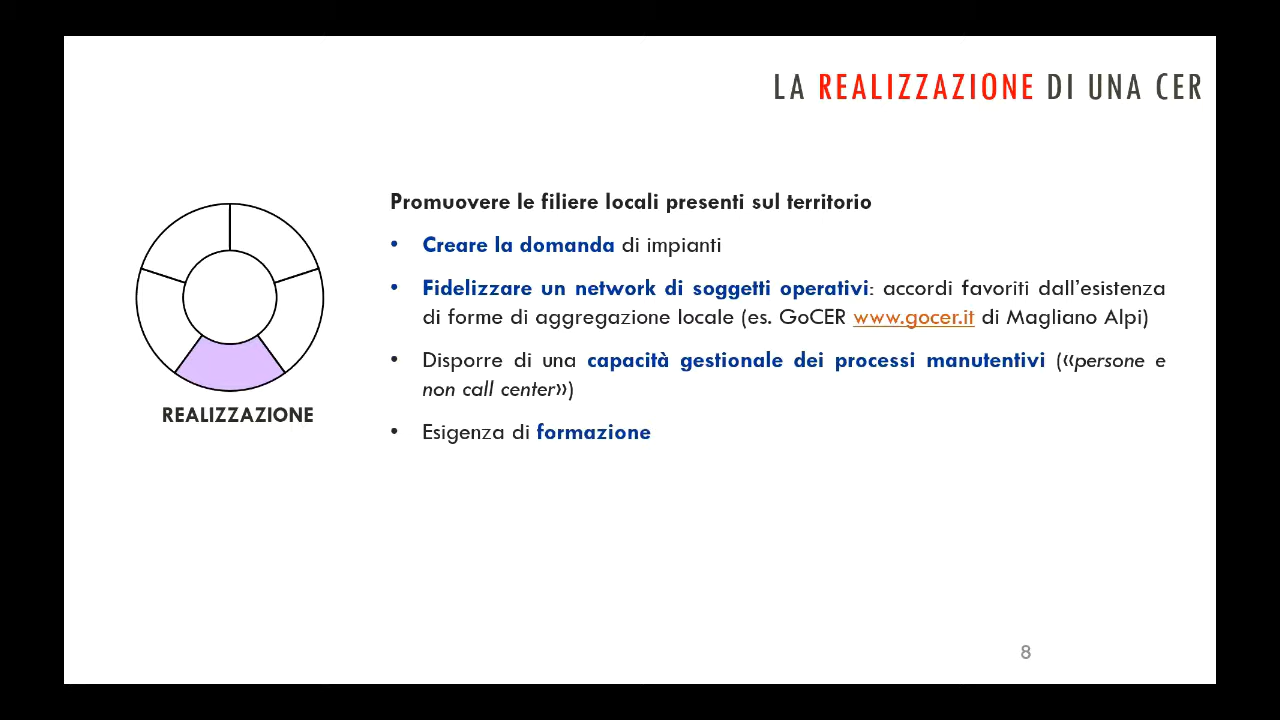 LA REALIZZAZIONE DI UNA CER
Promuovere le filiere locali presenti sul territorio
• Creare la domanda di impianti
• Fidelizzare un network di soggetti operativi: accordi favoriti dall'esistenza
di forme di aggregazione locale (es. GoCER www.gocer.it di Magliano Alpi)
• Disporre di una capacità gestionale dei processi manutentivi («persone e
non call center»)
• Esigenza di formazione
REALIZZAZIONE
8